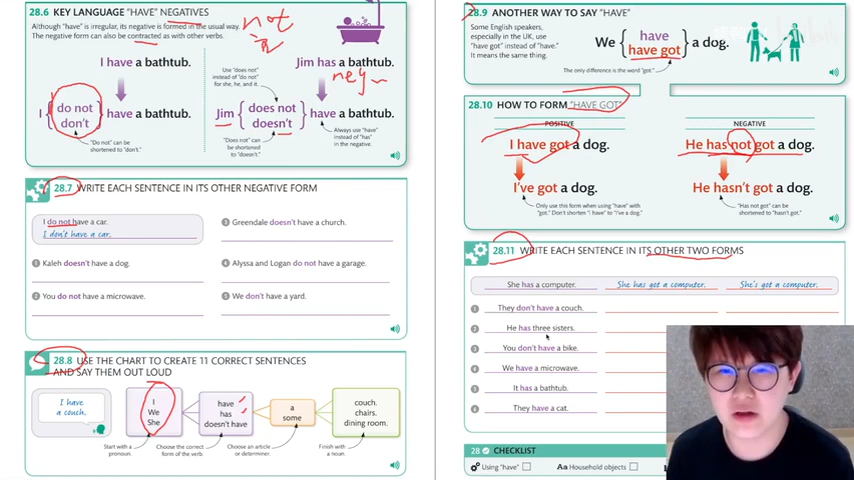 28.6 KEY LANGUAGE "HAVE" NEGATIVES
Although "have" is irregular, its negative is formed in the usual way.
The negative form can also be contracted as with other verbs.
not
I have a bathtub.
Use "does not"
instead of "do not"
for she, he, and it.
Jim has a bathtub.
I { do not don't } have a bathtub.
Jim { does not doesn't } have a bathtub.
"Do not" can be
shortened to "don't."
"Does not" can
be shortened
to "doesn't."
Always use "have"
instead of "has"
in the negative.
28.7 WRITE EACH SENTENCE IN ITS OTHER NEGATIVE FORM
I do not have a car.
I don't have a car.
1 Kaleh doesn't have a dog.
2 You do not have a microwave.
3 Greendale doesn't have a church.
4 Alyssa and Logan do not have a garage.
5 We don't have a yard.
28.8 USE THE CHART TO CREATE 11 CORRECT SENTENCES
AND SAY THEM OUT LOUD
I have
a couch.
I
We
She
have
has
doesn't have
a
some
couch.
chairs.
dining room.
Start with a
pronoun.
Choose the correct
form of the verb.
Choose an article
or determiner.
Finish with
a noun.
28.9 ANOTHER WAY TO SAY "HAVE"
Some English speakers,
especially in the UK, use
"have got" instead of "have."
It means the same thing.
We { have have got } a dog.
The only difference is the word "got."
28.10 HOW TO FORM "HAVE GOT"
POSITIVE
NEGATIVE
I have got a dog.
He has not got a dog.
I've got a dog.
He hasn't got a dog.
Only use this form when using "have" with
"got." Don't shorten "I have" to "I've a dog."
"Has not got" can be
shortened to "hasn't got."
28.11 WRITE EACH SENTENCE IN ITS OTHER TWO FORMS
She has a computer.
She has got a computer.
She's got a computer.
1 They don't have a couch.
2 He has three sisters.
3 You don't have a bike.
4 We have a microwave.
5 It has a bathtub.
6 They have a cat.
28 CHECKLIST
Using "have"
Aa Household objects